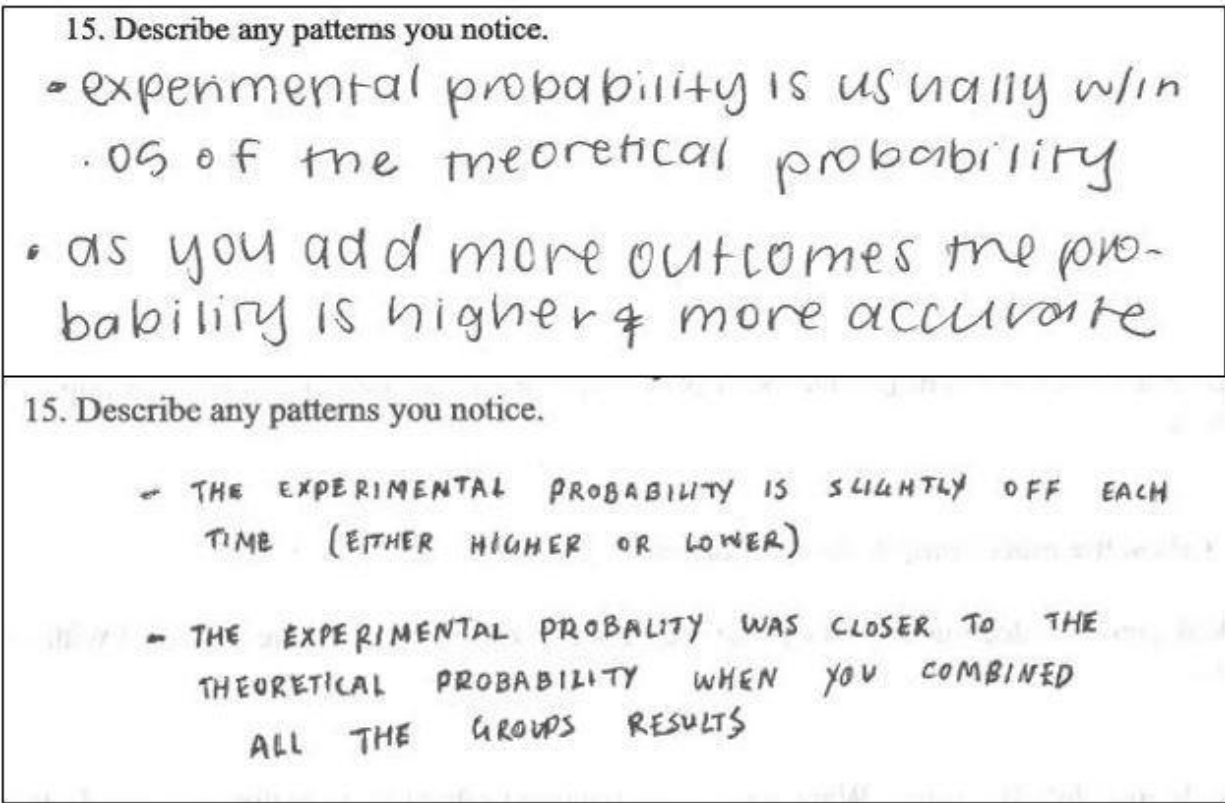 15. Describe any patterns you notice.
• experimental probability is usually w/in
.05 of the theoretical probability
• as you add more outcomes the pro-
bability is higher & more accurate
15. Describe any patterns you notice.
- THE EXPERIMENTAL PROBABILITY IS SLIGHTLY OFF EACH
TIME (EITHER HIGHER OR LOWER)
- THE EXPERIMENTAL PROBALITY WAS CLOSER TO THE
THEORETICAL PROBABILITY WHEN YOU COMBINED
ALL THE GROUPS RESULTS